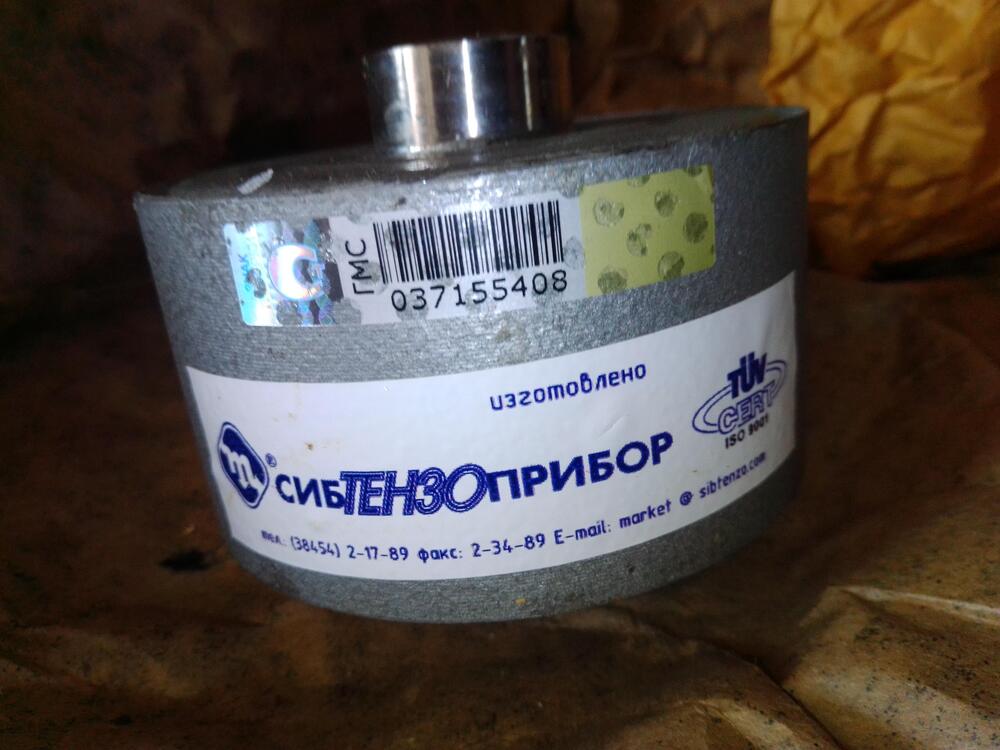 ГМС
037155408
изготовлено
TÜV
CERT
ISO 9001
m® СИБТЕНЗОПРИБОР
тел.: (38454) 2-17-89 факс: 2-34-89 E-mail: market @ sibtenzo.com